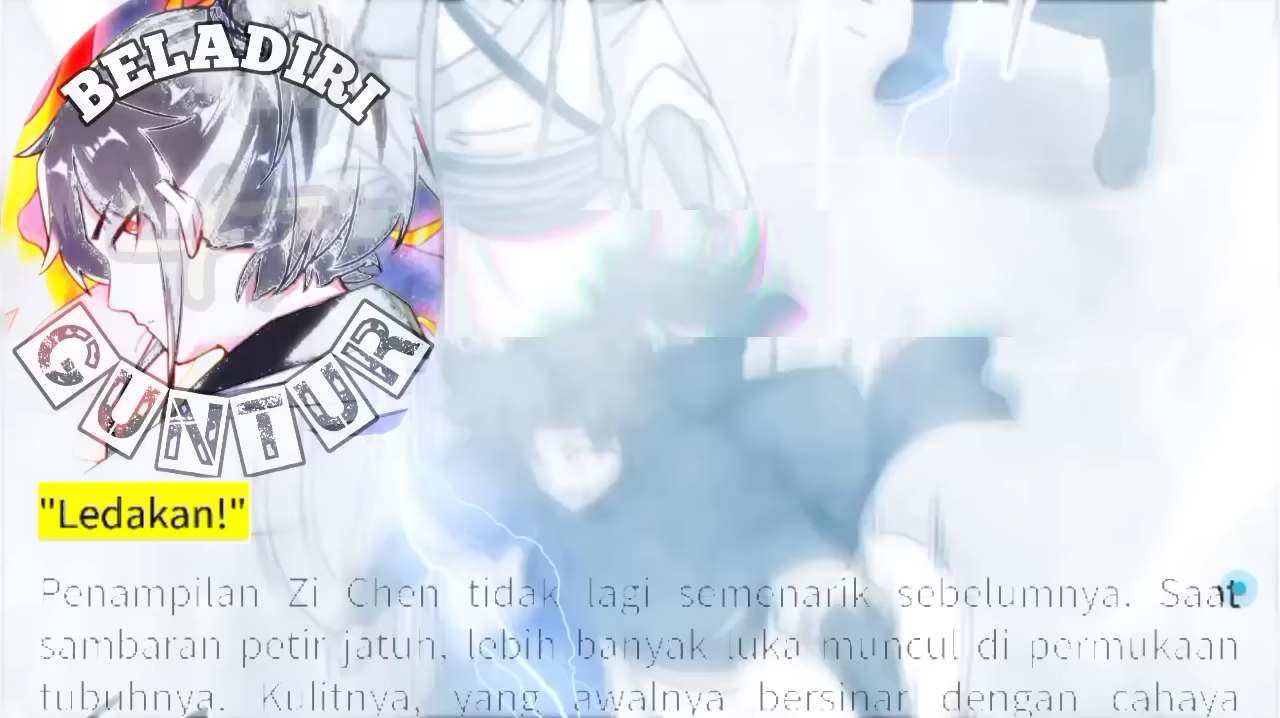 BELADIRI
GUNTUR
"Ledakan!"
Penampilan Zi Chen tidak lagi semenarik sebelumnya. Saat
sambaran petir jatuh, lebih banyak luka muncul di permukaan
tubuhnya. Kulitnya, yang awalnya bersinar dengan cahaya